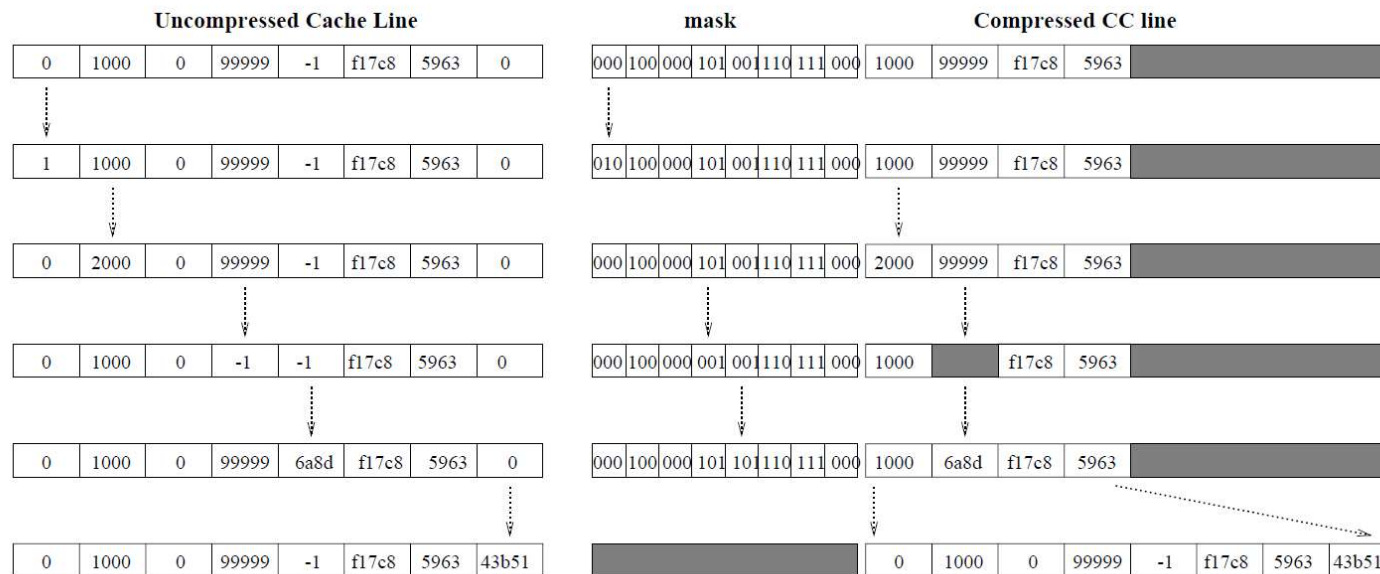 Uncompressed Cache Line mask Compressed CC line
0 1000 0 99999 -1 f17c8 5963 0 000 100 000 101 001 110 111 000 1000 99999 f17c8 5963
1 1000 0 99999 -1 f17c8 5963 0 010 100 000 101 001 110 111 000 1000 99999 f17c8 5963
0 2000 0 99999 -1 f17c8 5963 0 000 100 000 101 001 110 111 000 2000 99999 f17c8 5963
0 1000 0 -1 -1 f17c8 5963 0 000 100 000 001 001 110 111 000 1000 f17c8 5963
0 1000 0 99999 6a8d f17c8 5963 0 000 100 000 101 101 110 111 000 1000 6a8d f17c8 5963
0 1000 0 99999 -1 f17c8 5963 43b51 0 1000 0 99999 -1 f17c8 5963 43b51